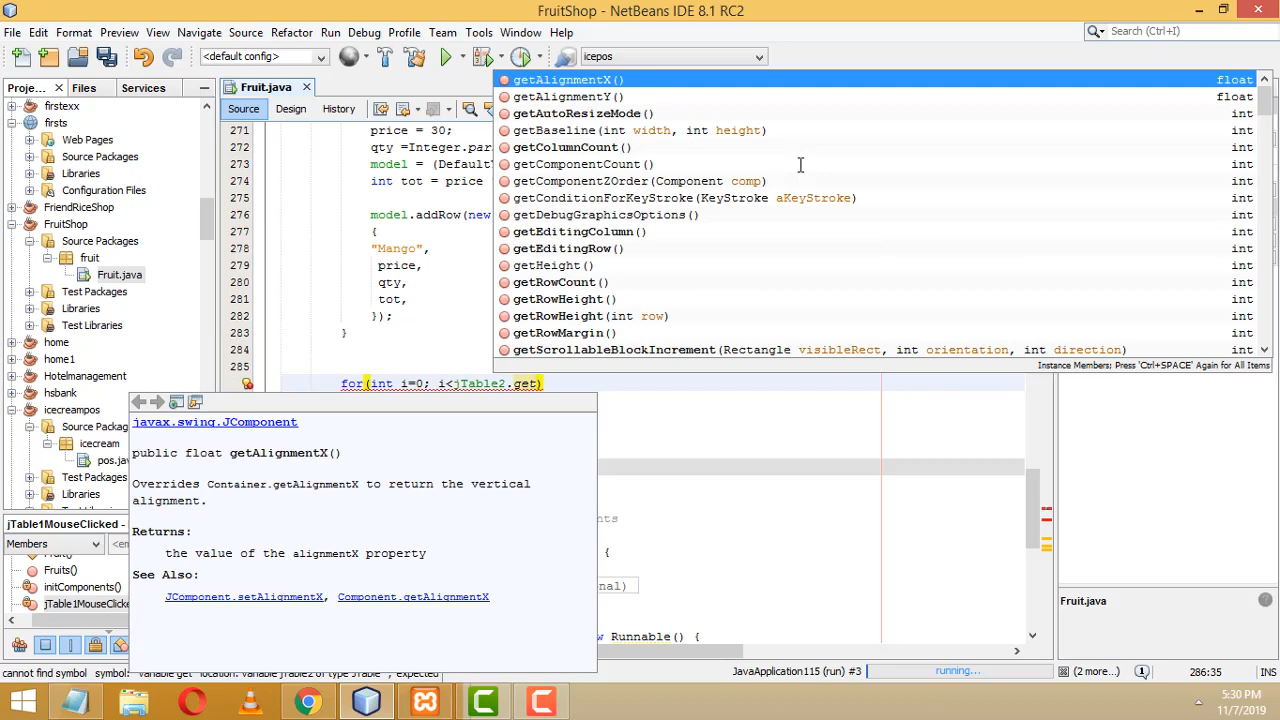 FruitShop - NetBeans IDE 8.1 RC2
File Edit Format Preview View Navigate Source Refactor Run Debug Profile Team Tools Window Help
Search (Ctrl+I)
<default config>
icepos
Proje... Files Services
Fruit.java
Source Design History
firstexx
firsts
Web Pages
Source Packages
Libraries
Configuration Files
FriendRiceShop
FruitShop
Source Packages
fruit
Fruit.java
Test Packages
Libraries
Test Libraries
home
home1
Hotelmanagement
hsbank
icecreampos
Source Packag
icecream
pos.jav
Test Packages
Libraries
271 price = 30;
272 qty =Integer.par
273 model = (Default
274 int tot = price
275
276 model.addRow(new
277 {
278 "Mango",
279 price,
280 qty,
281 tot,
282 });
283 }
284
285
for(int i=0; i<jTable2.get)
getAlignmentX() float
getAlignmentY() float
getAutoResizeMode() int
getBaseline(int width, int height) int
getColumnCount() int
getComponentCount() int
getComponentZOrder(Component comp) int
getConditionForKeyStroke(KeyStroke aKeyStroke) int
getDebugGraphicsOptions() int
getEditingColumn() int
getEditingRow() int
getHeight() int
getRowCount() int
getRowHeight() int
getRowHeight(int row) int
getRowMargin() int
getScrollableBlockIncrement(Rectangle visibleRect, int orientation, int direction) int
Instance Members; Press 'Ctrl+SPACE' Again for All Items
javax.swing.JComponent
public float getAlignmentX()
Overrides Container.getAlignmentX to return the vertical
alignment.
Returns:
the value of the alignmentX property
See Also:
JComponent.setAlignmentX, Component.getAlignmentX
ents
{
nal)
w Runnable() {
jTable1MouseClicked -
Members
<em
Fruit()
Fruits()
initComponents()
jTable1MouseClicke
Fruit.java
cannot find symbol symbol: variable get location: variable jTable2 of type JTable ';' expected
JavaApplication115 (run) #3
running...
(2 more...)
1
286:35
INS
5:30 PM
11/7/2019